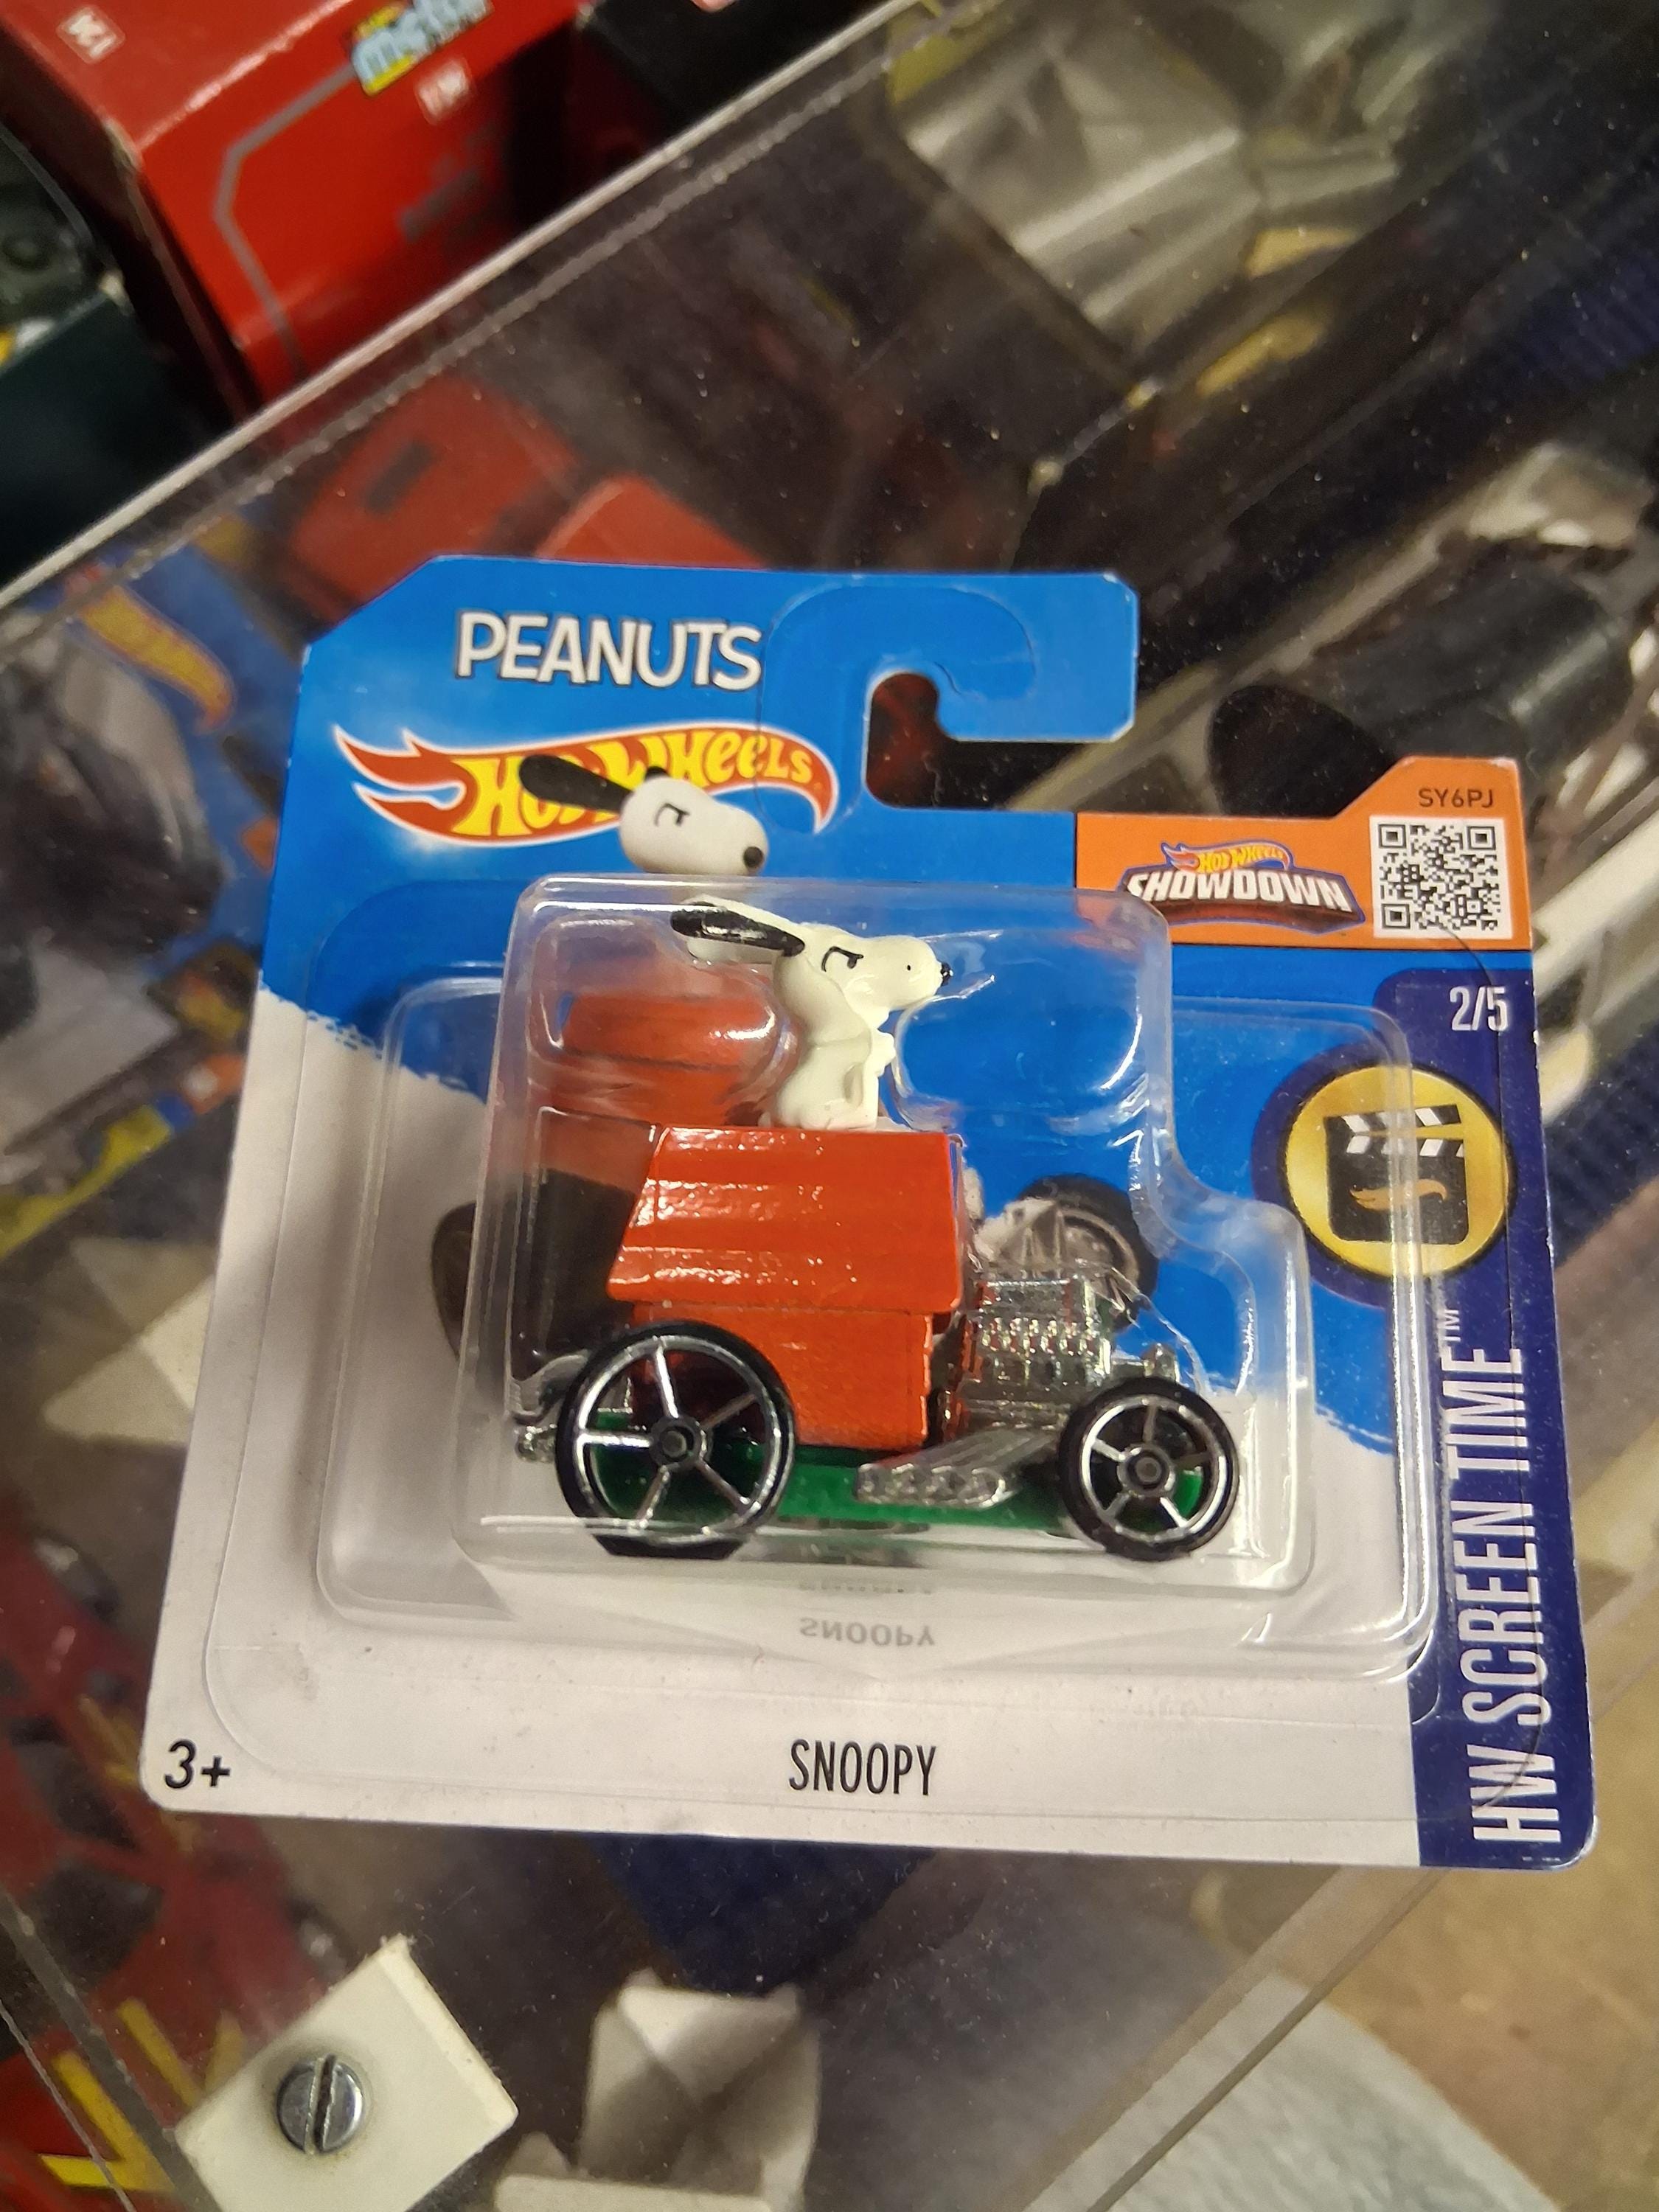 PEANUTS
Hot Wheels
SY6PJ
HOT WHEELS
SHOWDOWN
2/5
HW SCREEN TIME™
SNOOPY
3+
SNOOPY